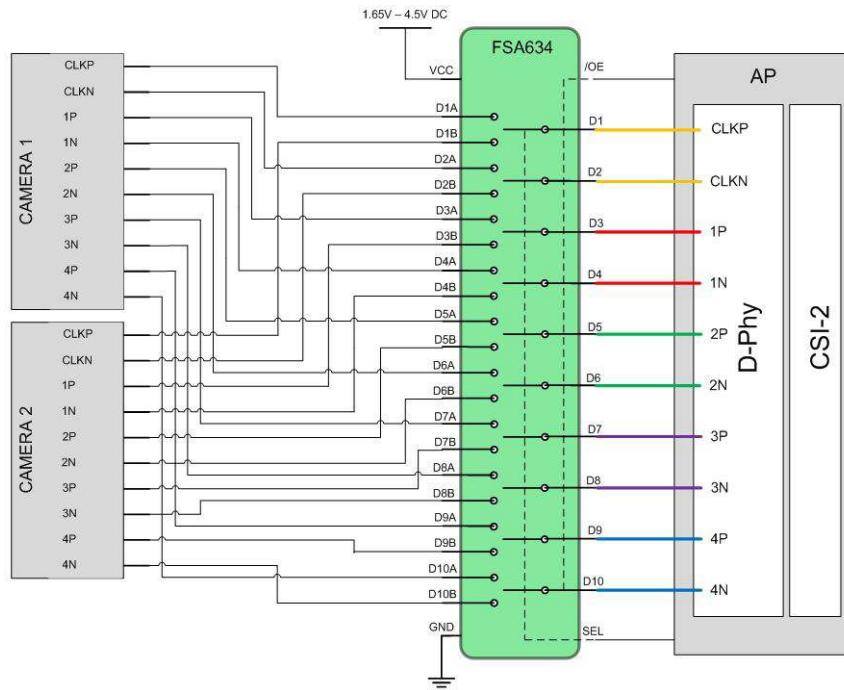 1.65V – 4.5V DC
FSA634
VCC
/OE
AP
CAMERA 1
CLKP
CLKN
1P
1N
2P
2N
3P
3N
4P
4N
CAMERA 2
CLKP
CLKN
1P
1N
2P
2N
3P
3N
4P
4N
D1A
D1B
D2A
D2B
D3A
D3B
D4A
D4B
D5A
D5B
D6A
D6B
D7A
D7B
D8A
D8B
D9A
D9B
D10A
D10B
GND
D1
D2
D3
D4
D5
D6
D7
D8
D9
D10
SEL
CLKP
CLKN
1P
1N
2P
2N
3P
3N
4P
4N
D-Phy
CSI-2